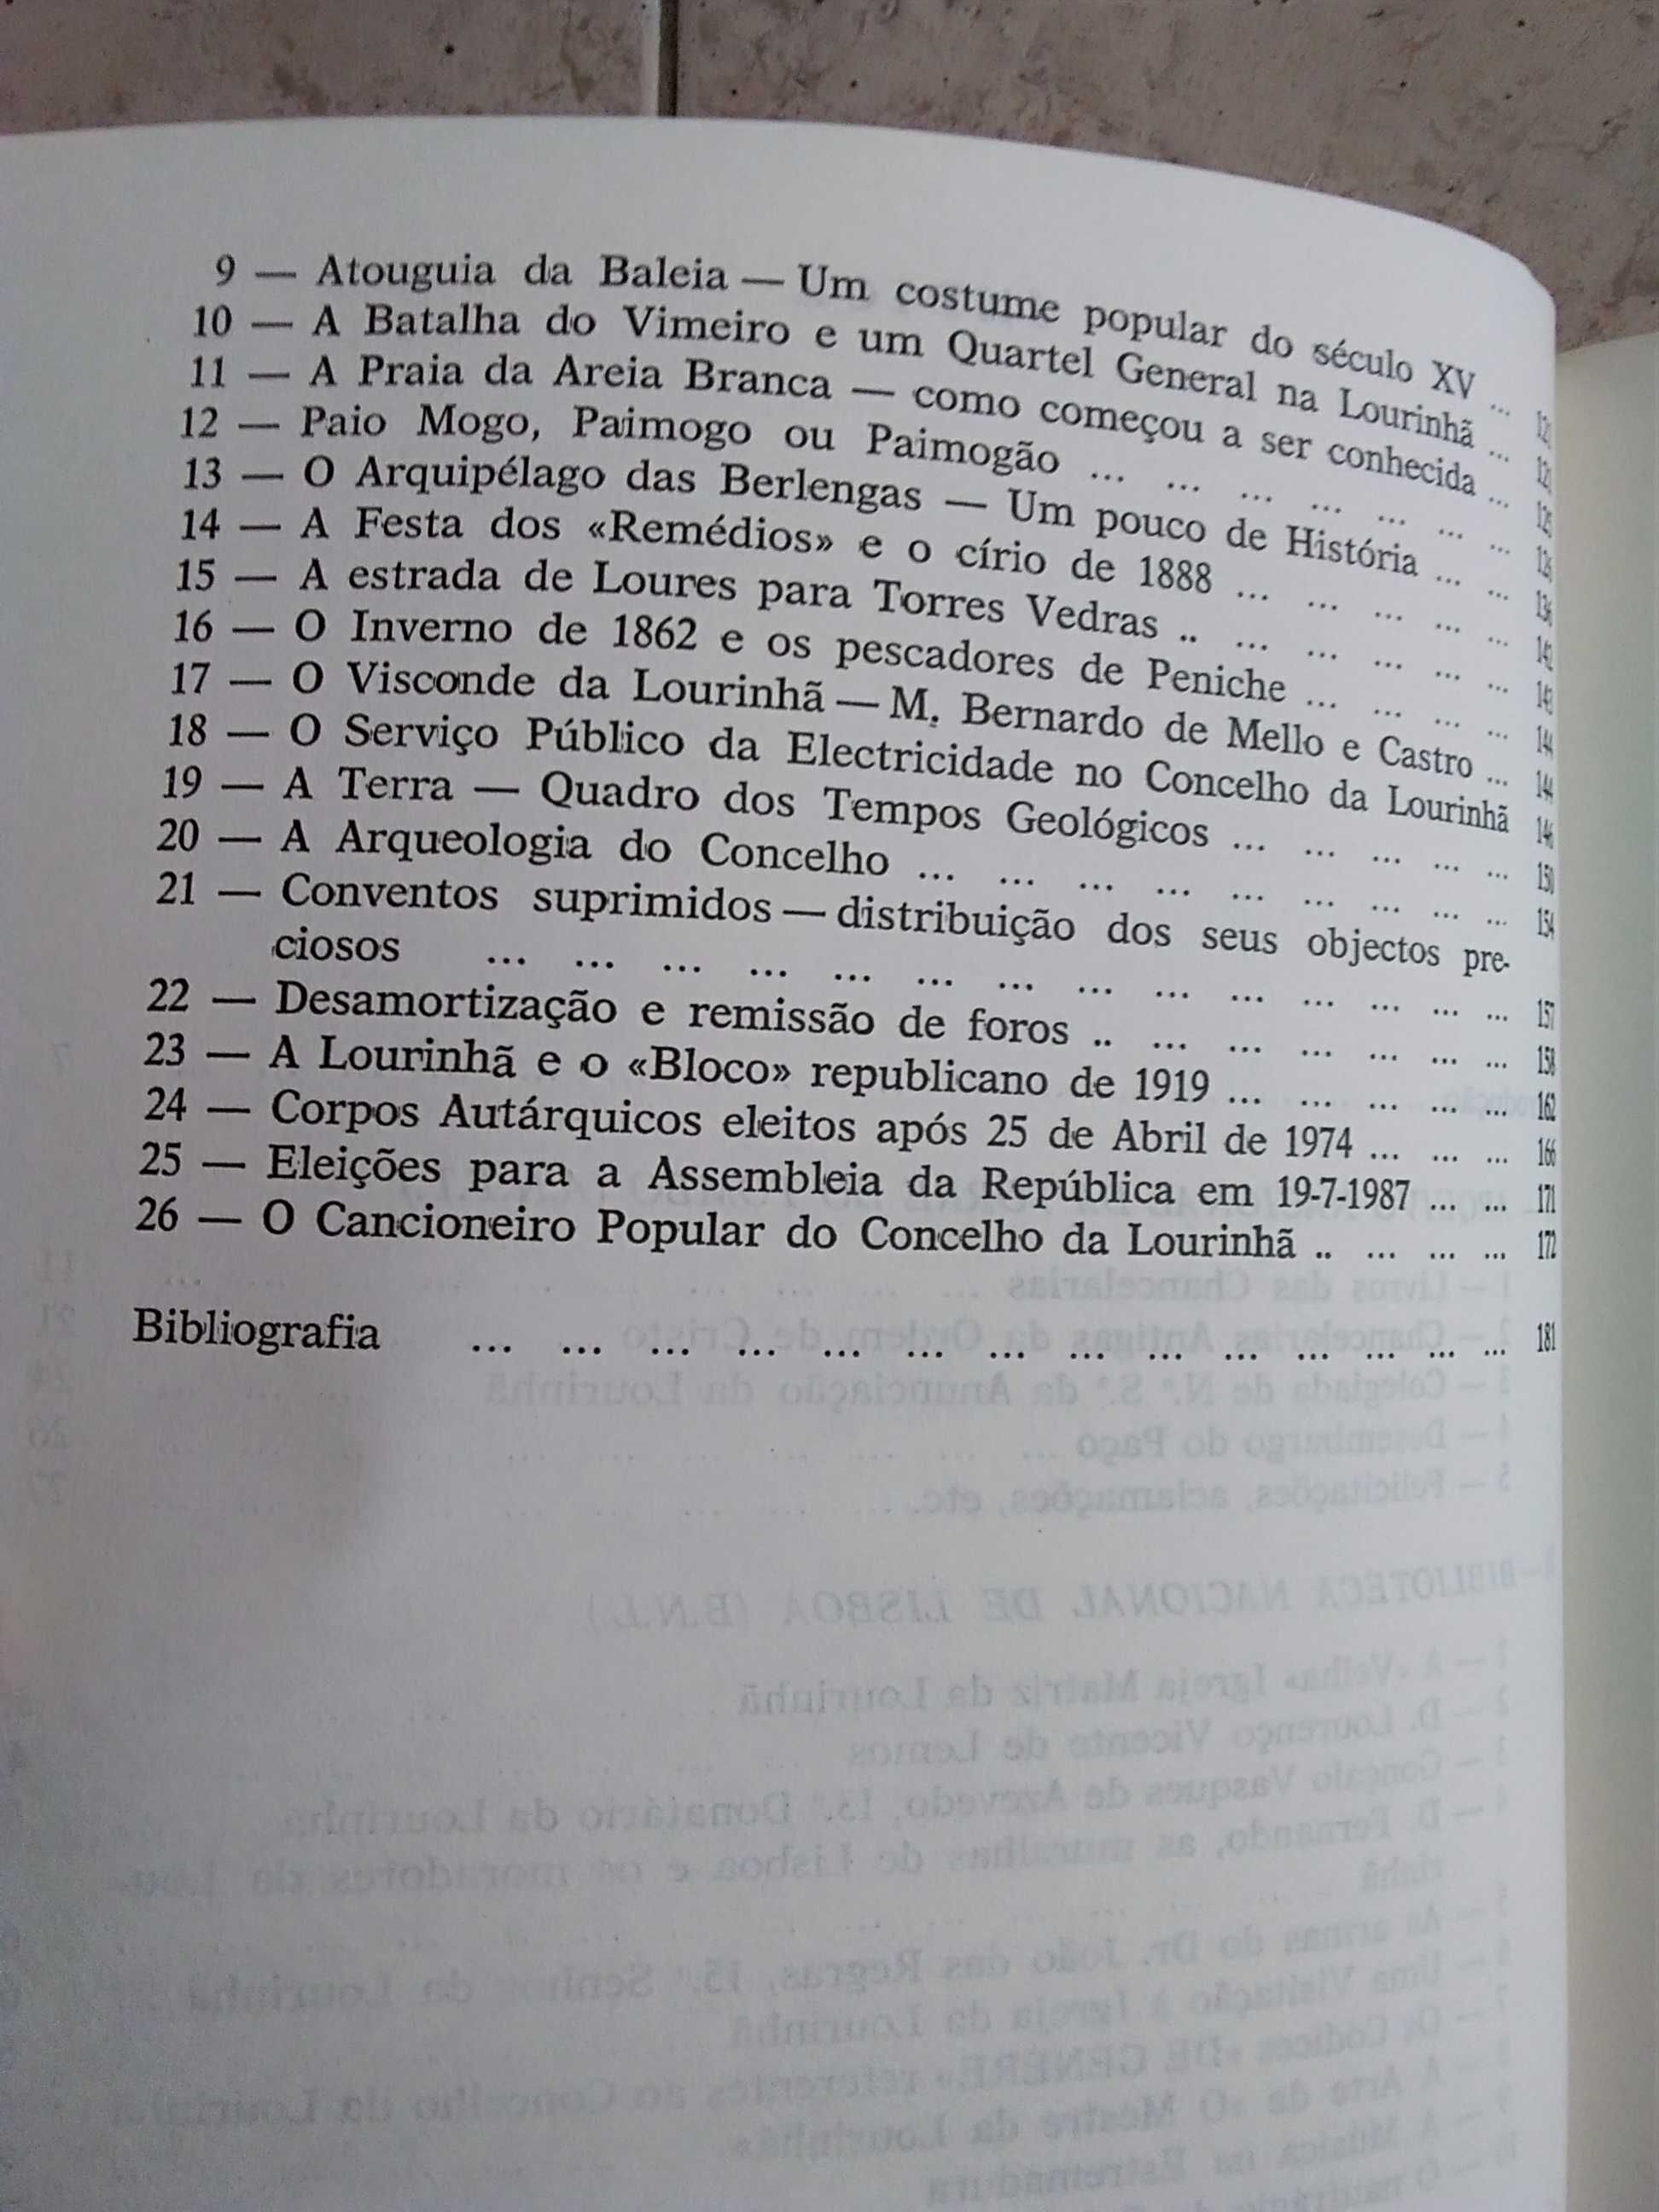 9 — Atouguia da Baleia — Um costume popular do século XV ...
10 — A Batalha do Vimeiro e um Quartel General na Lourinhã ...
11 — A Praia da Areia Branca — como começou a ser conhecida ...
12 — Paio Mogo, Paimogo ou Paimogão ... ... ... ... ... ...
13 — O Arquipélago das Berlengas — Um pouco de História ... ...
14 — A Festa dos «Remédios» e o círio de 1888 ... ... ... ... ...
15 — A estrada de Loures para Torres Vedras .. ... ... ... ... ...
16 — O Inverno de 1862 e os pescadores de Peniche ... ... ... ... 144
17 — O Visconde da Lourinhã — M. Bernardo de Mello e Castro ... 144
18 — O Serviço Público da Electricidade no Concelho da Lourinhã 146
19 — A Terra — Quadro dos Tempos Geológicos ... ... ... ... ... 150
20 — A Arqueologia do Concelho ... ... ... ... ... ... ... ... ... 154
21 — Conventos suprimidos — distribuição dos seus objectos pre-
ciosos ... ... ... ... ... ... ... ... ... ... ... ... ... ... 157
22 — Desamortização e remissão de foros .. ... ... ... ... ... ... 158
23 — A Lourinhã e o «Bloco» republicano de 1919 ... ... ... ... ... 162
24 — Corpos Autárquicos eleitos após 25 de Abril de 1974 ... ... ... 166
25 — Eleições para a Assembleia da República em 19-7-1987 ... ... 171
26 — O Cancioneiro Popular do Concelho da Lourinhã .. ... ... ... 172
Bibliografia ... ... ... ... ... ... ... ... ... ... ... ... ... 181